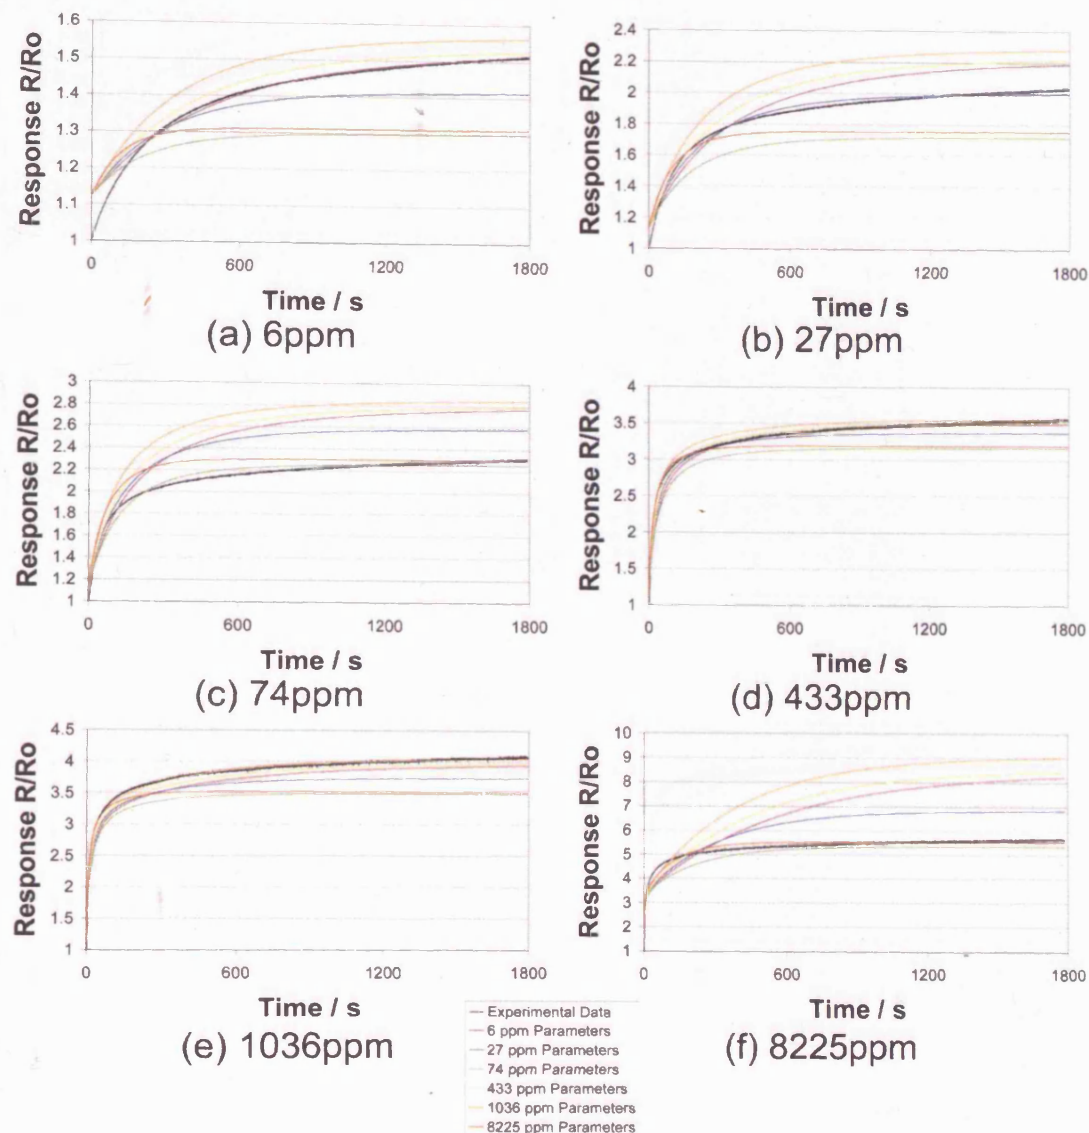 Response R/Ro
1.6
1.5
1.4
1.3
1.2
1.1
1
0 600 1200 1800
Time / s
(a) 6ppm
Response R/Ro
2.4
2.2
2
1.8
1.6
1.4
1.2
1
0 600 1200 1800
Time / s
(b) 27ppm
Response R/Ro
3
2.8
2.6
2.4
2.2
2
1.8
1.6
1.4
1.2
1
0 600 1200 1800
Time / s
(c) 74ppm
Response R/Ro
4
3.5
3
2.5
2
1.5
1
0 600 1200 1800
Time / s
(d) 433ppm
Response R/Ro
4.5
4
3.5
3
2.5
2
1.5
1
0 600 1200 1800
Time / s
(e) 1036ppm
Response R/Ro
10
9
8
7
6
5
4
3
2
1
0 600 1200 1800
Time / s
(f) 8225ppm
Experimental Data
6 ppm Parameters
27 ppm Parameters
74 ppm Parameters
433 ppm Parameters
1036 ppm Parameters
8225 ppm Parameters